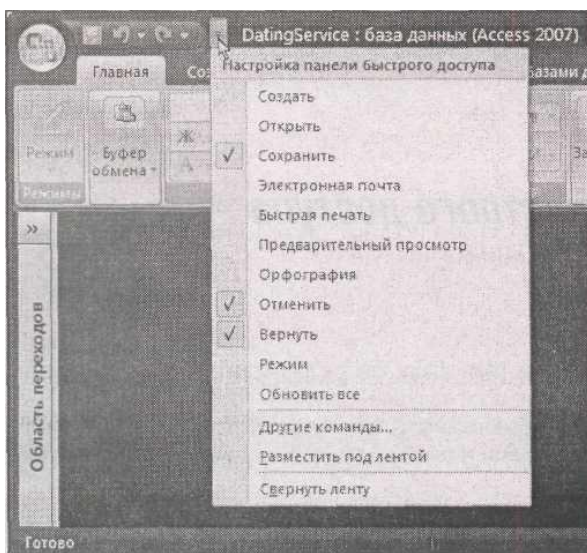 DatingService : база данных (Access 2007)
Главная
Настройка панели быстрого доступа
Создать
Открыть
Сохранить
Электронная почта
Быстрая печать
Предварительный просмотр
Орфография
Отменить
Вернуть
Режим
Обновить все
Другие команды...
Разместить под лентой
Свернуть ленту
Режим
Буфер
обмена
Ж
А
Режимы
»
Область переходов
Готово